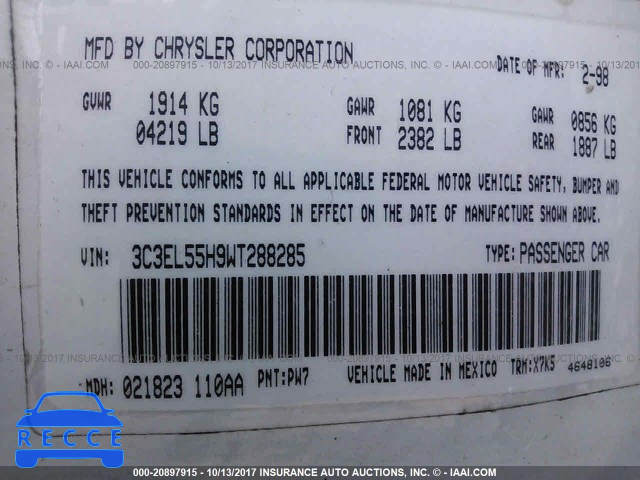 MFD BY CHRYSLER CORPORATION
DATE OF MFR: 2-98
GVWR 1914 KG
04219 LB
GAWR 1081 KG
FRONT 2382 LB
GAWR 0856 KG
REAR 1887 LB
THIS VEHICLE CONFORMS TO ALL APPLICABLE FEDERAL MOTOR VEHICLE SAFETY, BUMPER AND
THEFT PREVENTION STANDARDS IN EFFECT ON THE DATE OF MANUFACTURE SHOWN ABOVE.
VIN: 3C3EL55H9WT288285 TYPE: PASSENGER CAR
MDH: 021823 110AA PNT: PW7 VEHICLE MADE IN MEXICO TRM: X7K5 4648106
RECCE
000-20897915 - 10/13/2017 INSURANCE AUTO AUCTIONS, INC. - © IAAI.COM